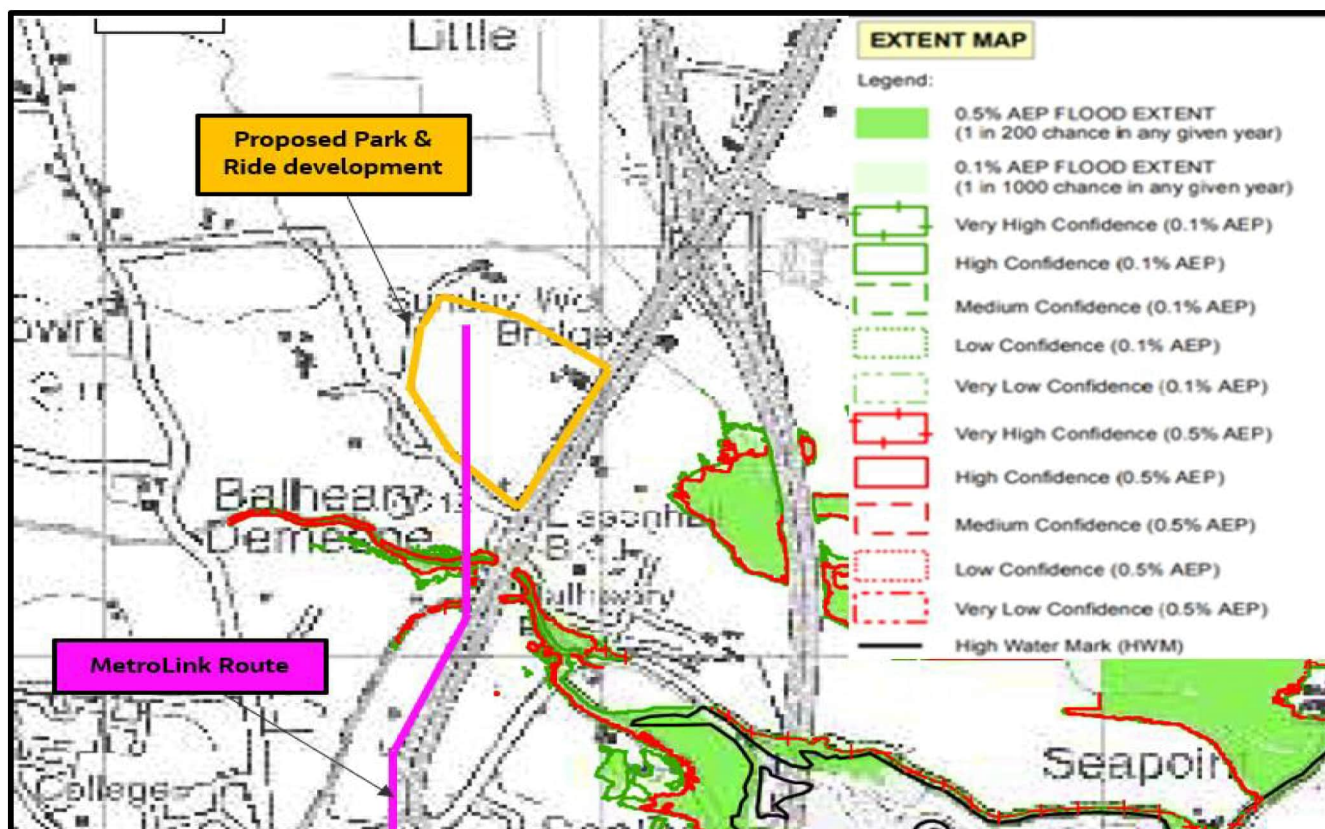 Little
EXTENT MAP
Legend:
0.5% AEP FLOOD EXTENT
(1 in 200 chance in any given year)
0.1% AEP FLOOD EXTENT
(1 in 1000 chance in any given year)
Very High Confidence (0.1% AEP)
High Confidence (0.1% AEP)
Medium Confidence (0.1% AEP)
Low Confidence (0.1% AEP)
Very Low Confidence (0.1% AEP)
Very High Confidence (0.5% AEP)
High Confidence (0.5% AEP)
Medium Confidence (0.5% AEP)
Low Confidence (0.5% AEP)
Very Low Confidence (0.5% AEP)
High Water Mark (HWM)
Proposed Park &
Ride development
Bridge
Balheary
Demesne
MetroLink Route
Seapoint
College